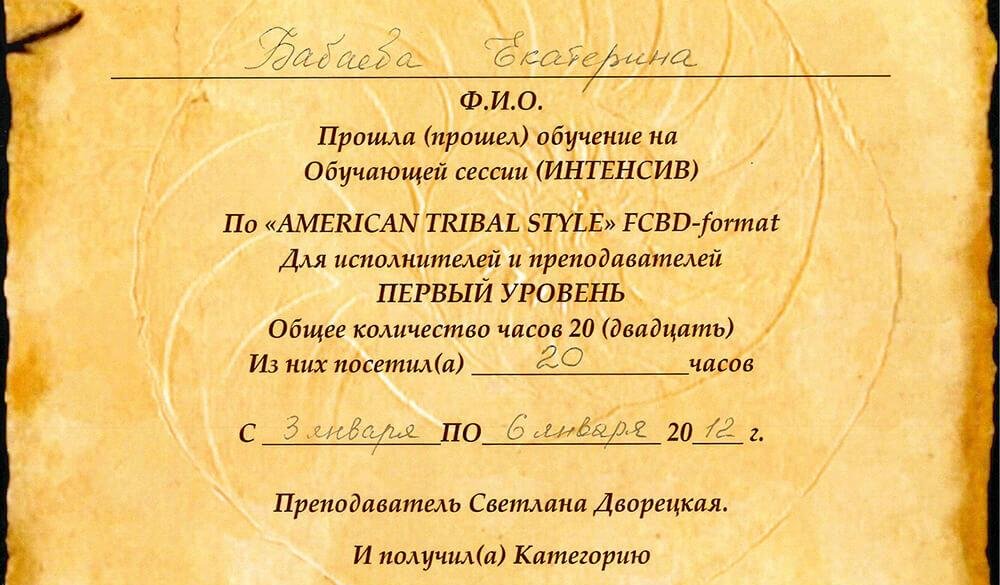 Бабаева Екатерина
Ф.И.О.
Прошла (прошел) обучение на
Обучающей сессии (ИНТЕНСИВ)
По «AMERICAN TRIBAL STYLE» FCBD-format
Для исполнителей и преподавателей
ПЕРВЫЙ УРОВЕНЬ
Общее количество часов 20 (двадцать)
Из них посетил(а) 20 часов
С 3 января ПО 6 января 2012 г.
Преподаватель Светлана Дворецкая.
И получил(а) Категорию